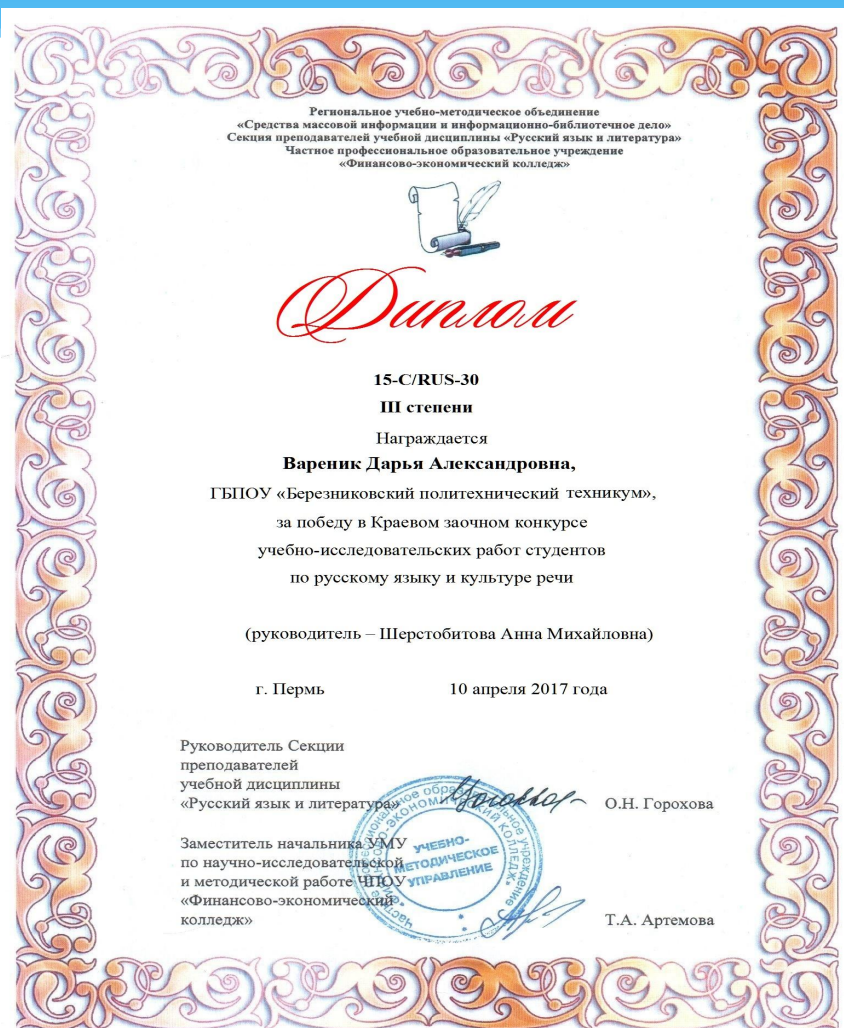 Региональное учебно-методическое объединение
«Средства массовой информации и информационно-библиотечное дело»
Секция преподавателей учебной дисциплины «Русский язык и литература»
Частное профессиональное образовательное учреждение
«Финансово-экономический колледж»
Диплом
15-C/RUS-30
III степени
Награждается
Вареник Дарья Александровна,
ГБПОУ «Березниковский политехнический техникум»,
за победу в Краевом заочном конкурсе
учебно-исследовательских работ студентов
по русскому языку и культуре речи
(руководитель – Шерстобитова Анна Михайловна)
г. Пермь 10 апреля 2017 года
Руководитель Секции
преподавателей
учебной дисциплины
«Русский язык и литература» О.Н. Горохова
Заместитель начальника УМУ
по научно-исследовательской
и методической работе ЧПОУ
«Финансово-экономический
колледж» Т.А. Артемова
УЧЕБНО-
МЕТОДИЧЕСКОЕ
УПРАВЛЕНИЕ